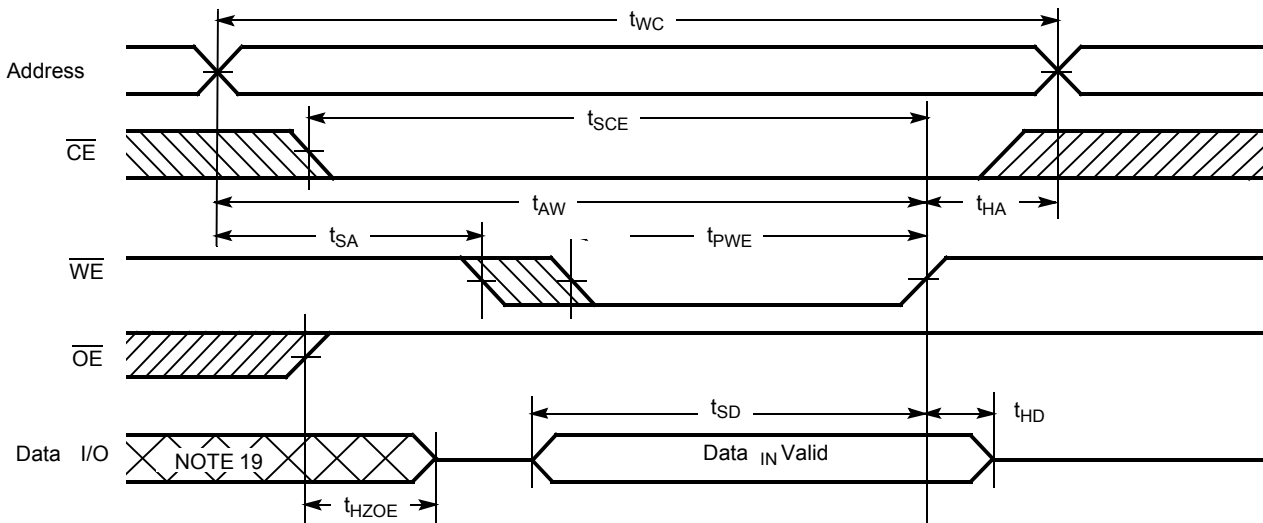 tWC
Address
tSCE
CE
tAW
tHA
tSA
tPWE
WE
OE
tSD
tHD
Data I/O
NOTE 19
Data IN Valid
tHZOE